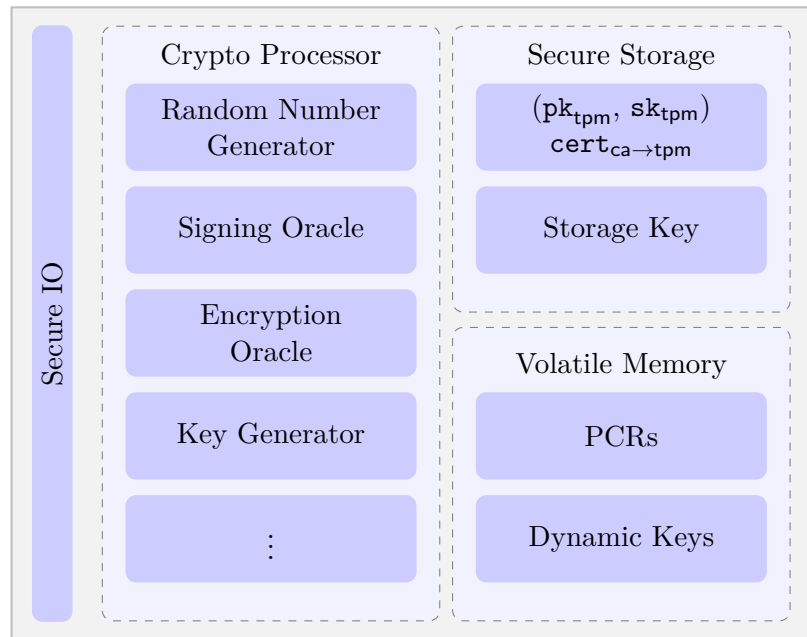 Secure IO
Crypto Processor
Random Number
Generator
Signing Oracle
Encryption
Oracle
Key Generator
⋮
Secure Storage
(pk_tpm, sk_tpm)
cert_ca→tpm
Storage Key
Volatile Memory
PCRs
Dynamic Keys